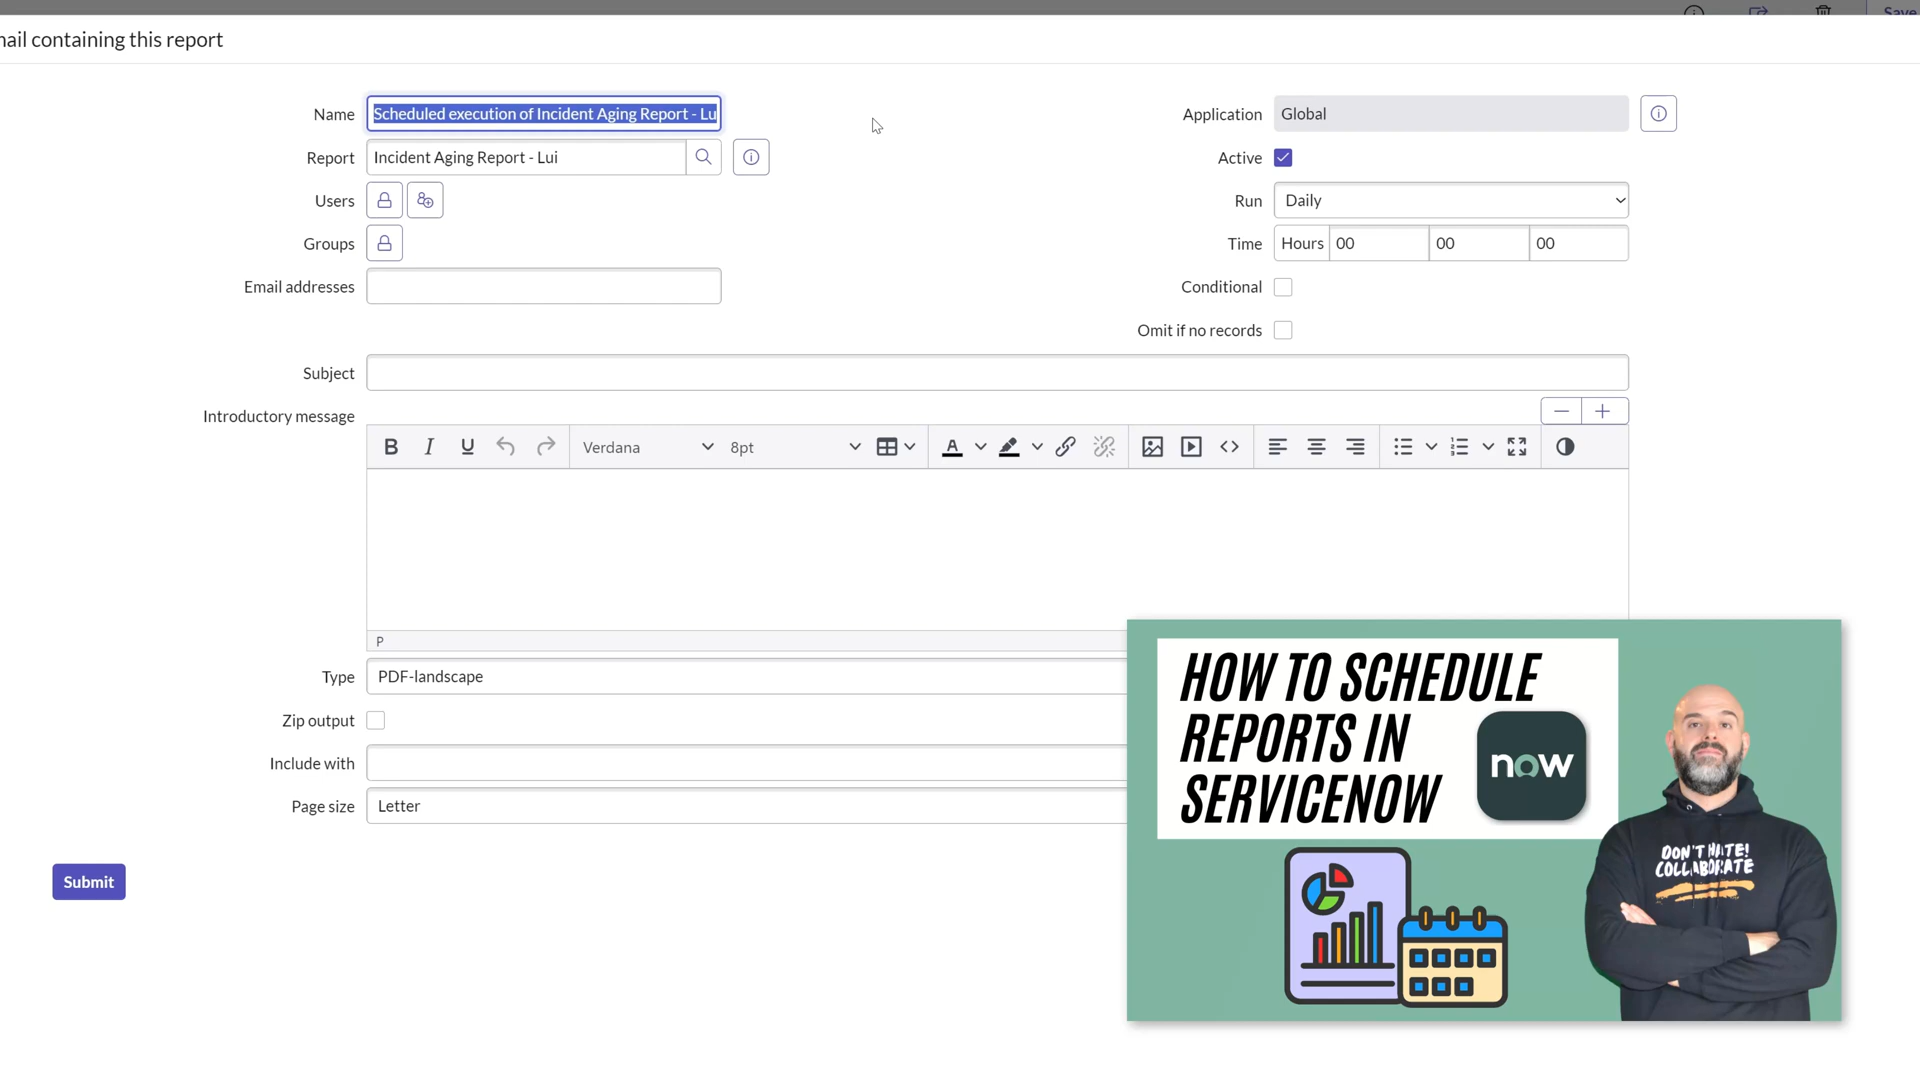 Save
mail containing this report
Name
Scheduled execution of Incident Aging Report - Lu
Application
Global
Report
Incident Aging Report - Lui
Active
Users
Run
Daily
Groups
Time
Hours
00
00
00
Email addresses
Conditional
Omit if no records
Subject
Introductory message
B
I
U
Verdana
8pt
A
P
Type
PDF-landscape
Zip output
Include with
Page size
Letter
Submit
HOW TO SCHEDULE
REPORTS IN
SERVICENOW
now
DON'T HATE!
COLLABORATE